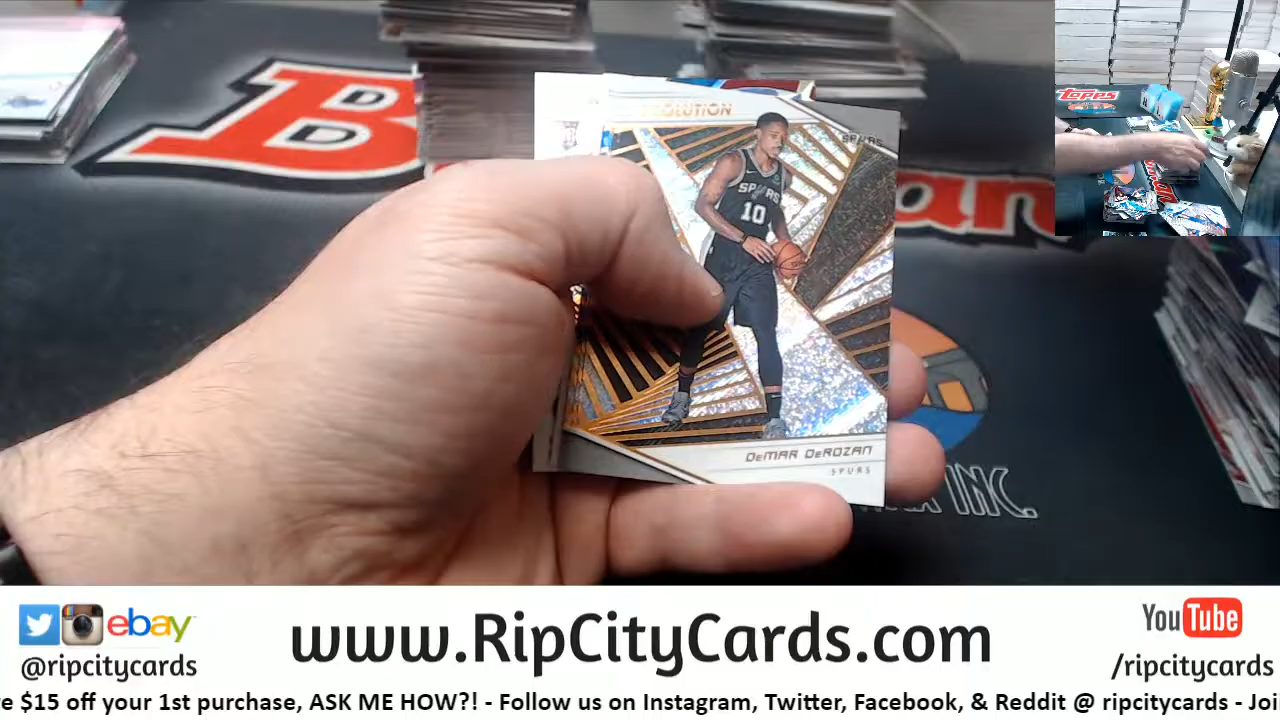 TOPPS
SPURS
SPURS
10
DEMAR DEROZAN
SPURS
INC.
ebay
@ripcitycards
www.RipCityCards.com
YouTube
/ripcitycards
$15 off your 1st purchase, ASK ME HOW?! - Follow us on Instagram, Twitter, Facebook, & Reddit @ ripcitycards -